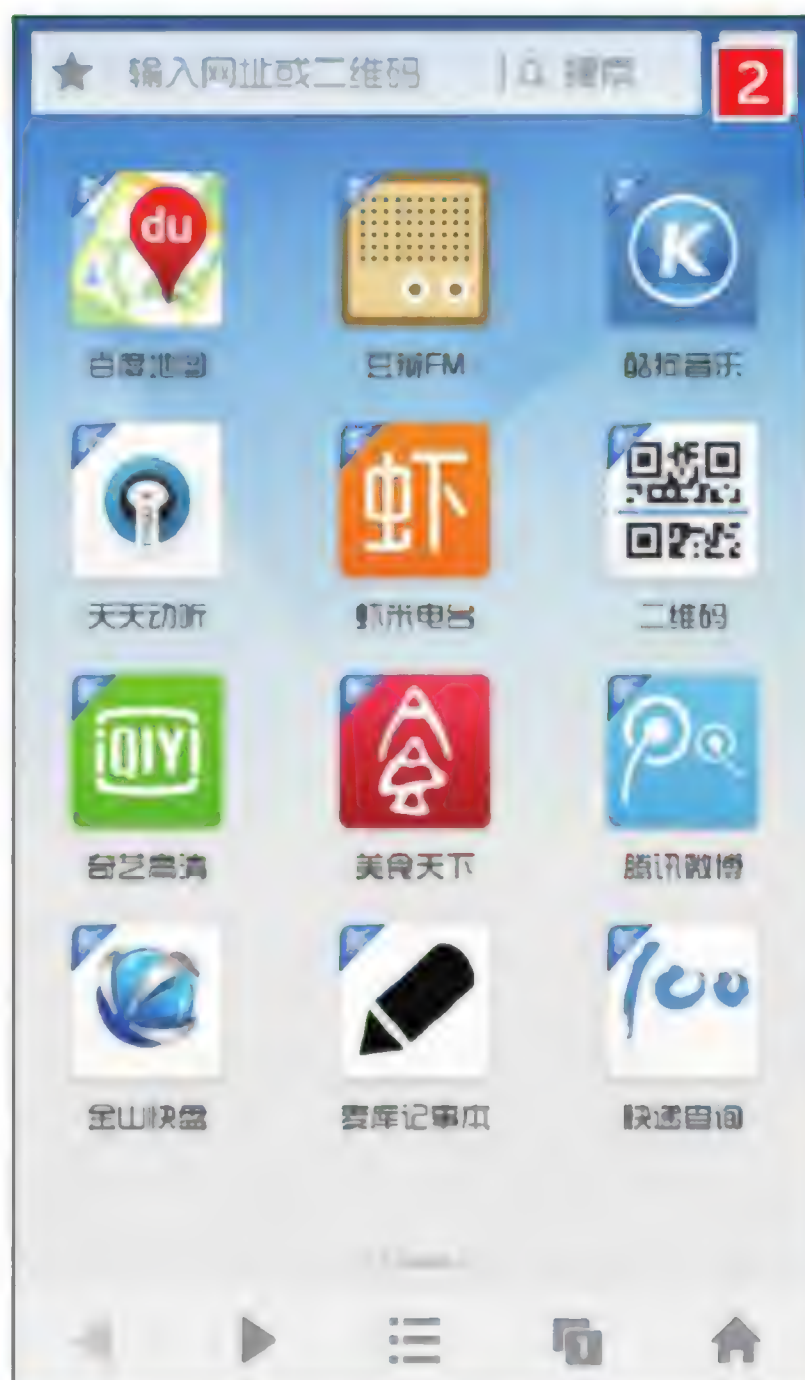 输入网址或二维码 搜索
2
du
K
百度地图 豆瓣FM 酷狗音乐
虾
天天动听 虾米电台 二维码
iQIYI
奇艺高清 美食天下 腾讯微博
100
金山快盘 麦库记事本 快递查询
1